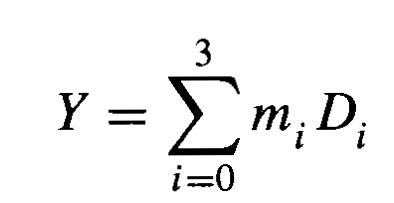 Y = \sum_{i=0}^{3} m_i D_i